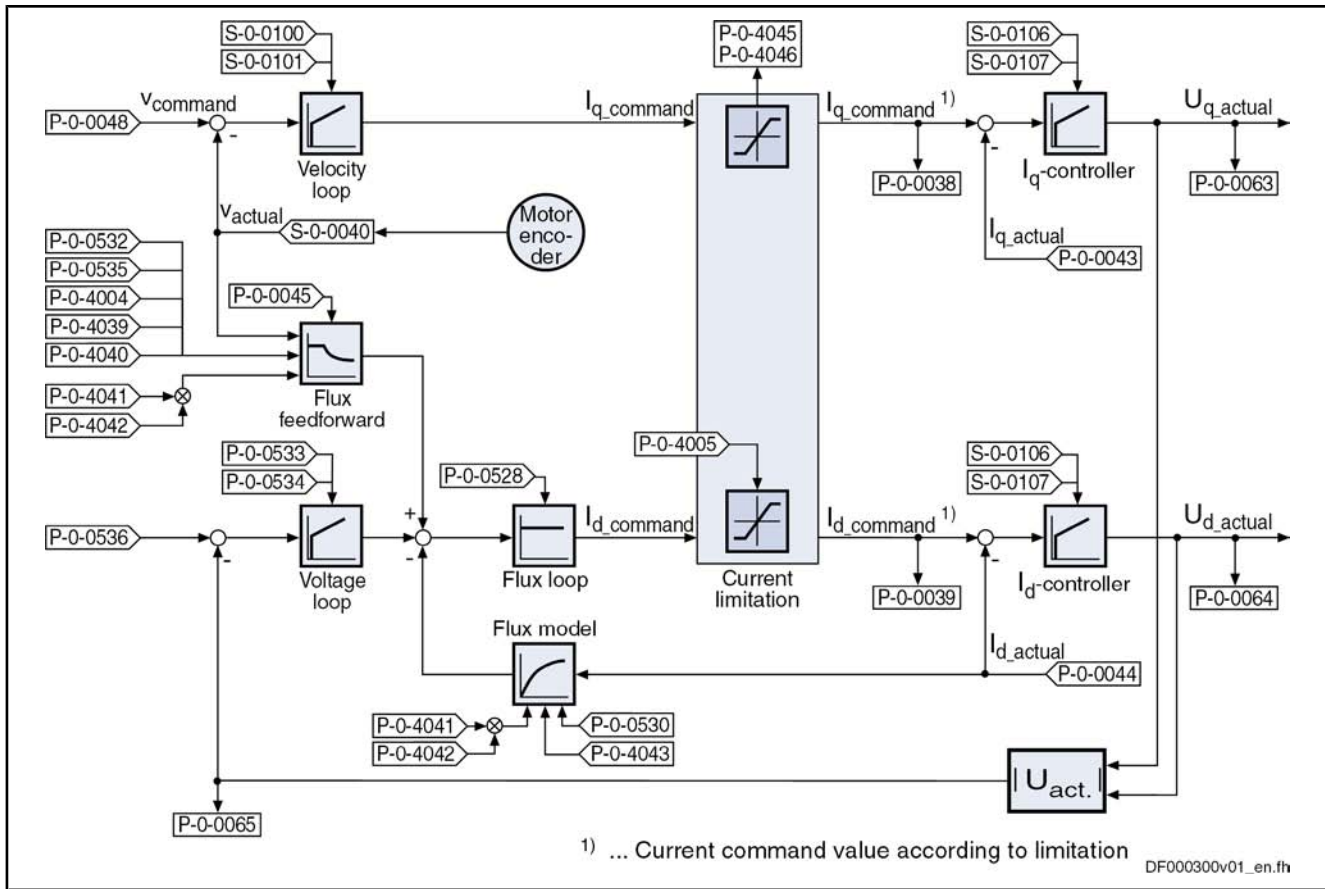 S-0-0100
S-0-0101
P-0-4045
P-0-4046
S-0-0106
S-0-0107
P-0-0048
vcommand
-
Velocity
loop
Iq_command
Iq_command 1)
P-0-0038
-
Iq-controller
Uq_actual
P-0-0063
vactual
S-0-0040
Motor
enco-
der
Iq_actual
P-0-0043
P-0-0532
P-0-0535
P-0-4004
P-0-4039
P-0-4040
P-0-4041
P-0-4042
P-0-0045
Flux
feedforward
P-0-0533
P-0-0534
P-0-0528
P-0-4005
S-0-0106
S-0-0107
P-0-0536
-
Voltage
loop
+
-
Flux loop
Id_command
Current
limitation
Id_command 1)
P-0-0039
-
Id-controller
Ud_actual
P-0-0064
Flux model
Id_actual
P-0-0044
P-0-4041
P-0-4042
P-0-0530
P-0-4043
|Uact.|
P-0-0065
1) ... Current command value according to limitation
DF000300v01_en.fh